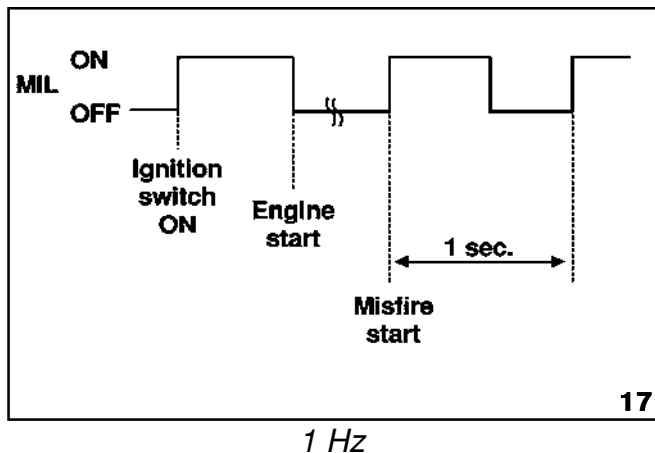 ON
MIL
OFF
Ignition
switch
ON
Engine
start
1 sec.
Misfire
start
17
1 Hz